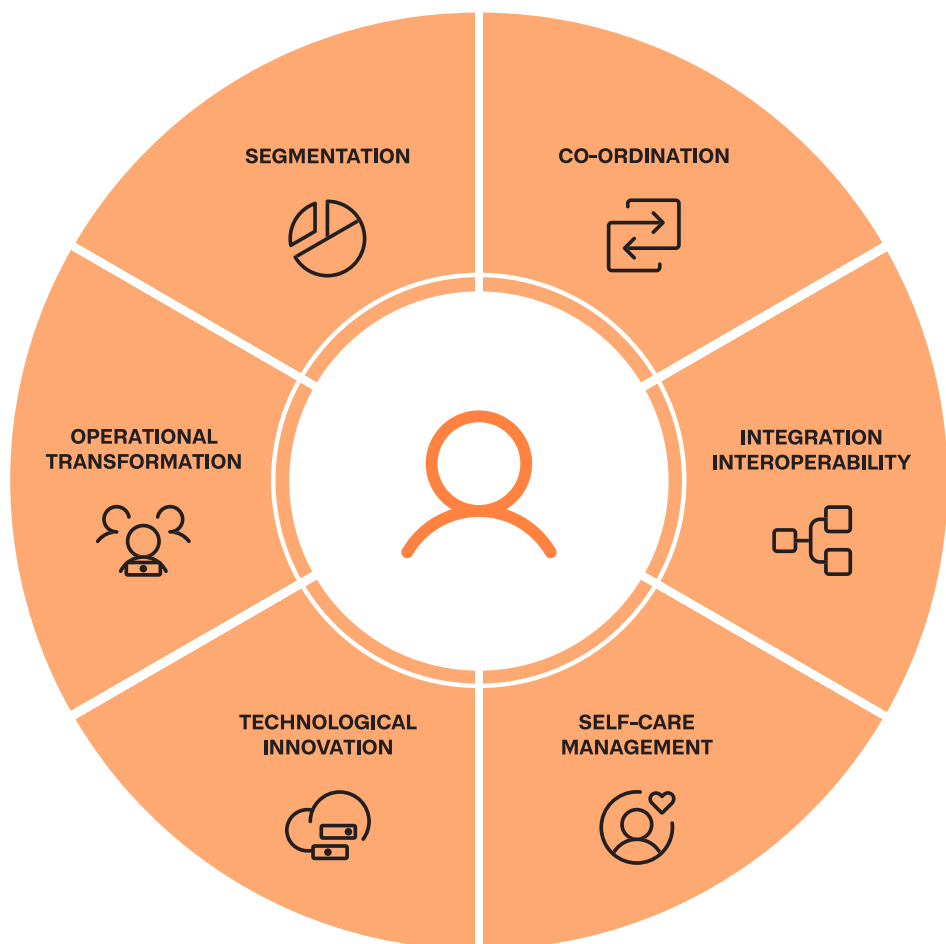 SEGMENTATION
CO-ORDINATION
OPERATIONAL
TRANSFORMATION
INTEGRATION
INTEROPERABILITY
TECHNOLOGICAL
INNOVATION
SELF-CARE
MANAGEMENT